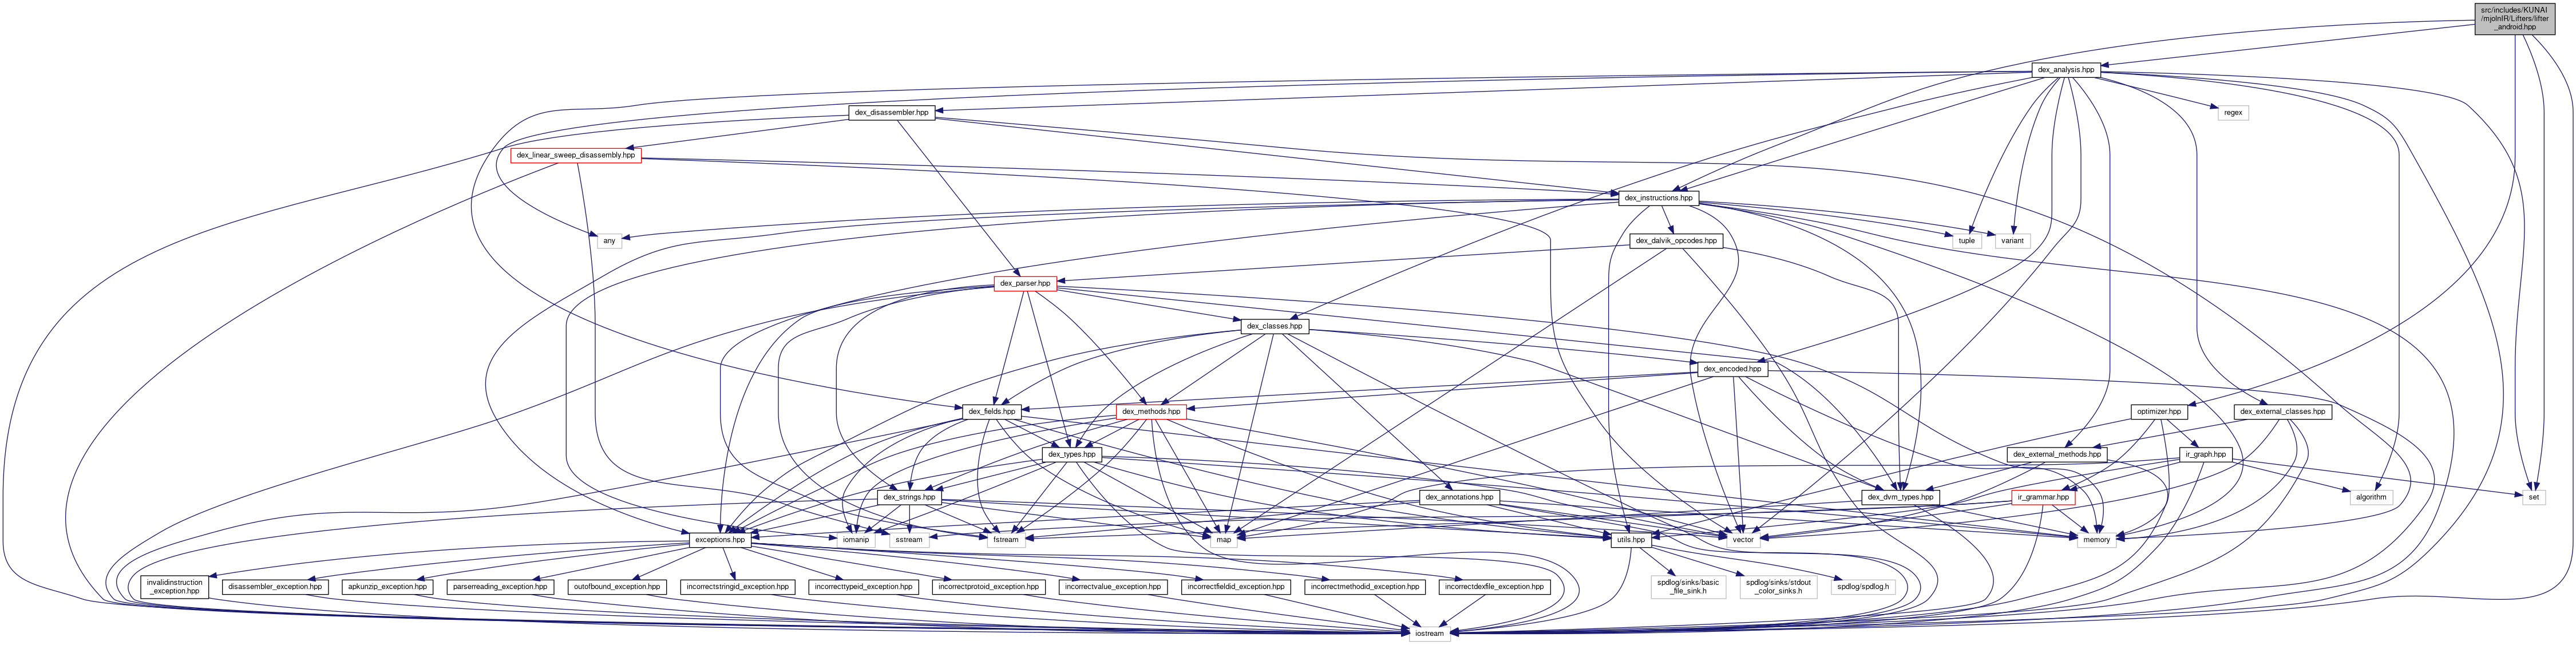 src/includes/KUNAI
/mjolnIR/Lifters/lifter
_android.hpp
dex_analysis.hpp
dex_disassembler.hpp
regex
dex_linear_sweep_disassembly.hpp
dex_instructions.hpp
any
dex_dalvik_opcodes.hpp
tuple
variant
dex_parser.hpp
dex_classes.hpp
dex_encoded.hpp
dex_fields.hpp
dex_methods.hpp
optimizer.hpp
dex_external_classes.hpp
dex_types.hpp
dex_external_methods.hpp
ir_graph.hpp
dex_strings.hpp
dex_annotations.hpp
dex_dvm_types.hpp
ir_grammar.hpp
algorithm
set
exceptions.hpp
iomanip
sstream
fstream
map
utils.hpp
vector
memory
invalidinstruction
_exception.hpp
disassembler_exception.hpp
apkunzip_exception.hpp
parserreading_exception.hpp
outofbound_exception.hpp
incorrectstringid_exception.hpp
incorrecttypeid_exception.hpp
incorrectprotoid_exception.hpp
incorrectvalue_exception.hpp
incorrectfieldid_exception.hpp
incorrectmethodid_exception.hpp
incorrectdexfile_exception.hpp
spdlog/sinks/basic
_file_sink.h
spdlog/sinks/stdout
_color_sinks.h
spdlog/spdlog.h
iostream